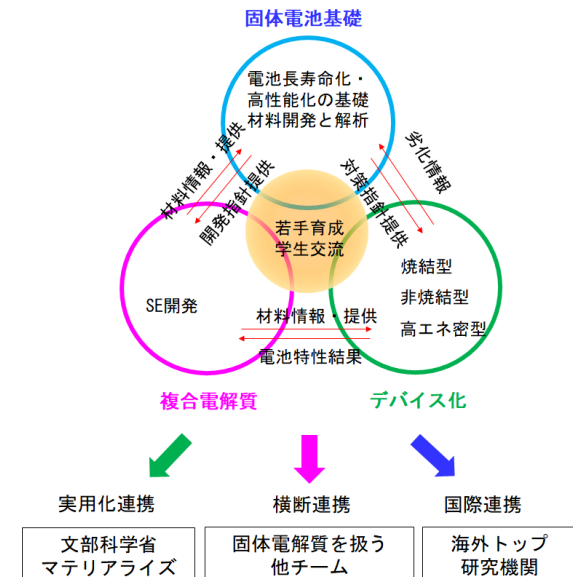 固体電池基礎
電池長寿命化・
高性能化の基礎
材料開発と解析
材料情報・提供
開発指針提供
劣化情報
対策指針提供
若手育成
学生交流
SE開発
焼結型
非焼結型
高エネ密型
材料情報・提供
電池特性結果
複合電解質
デバイス化
実用化連携
横断連携
国際連携
文部科学省
マテリアライズ
固体電解質を扱う
他チーム
海外トップ
研究機関